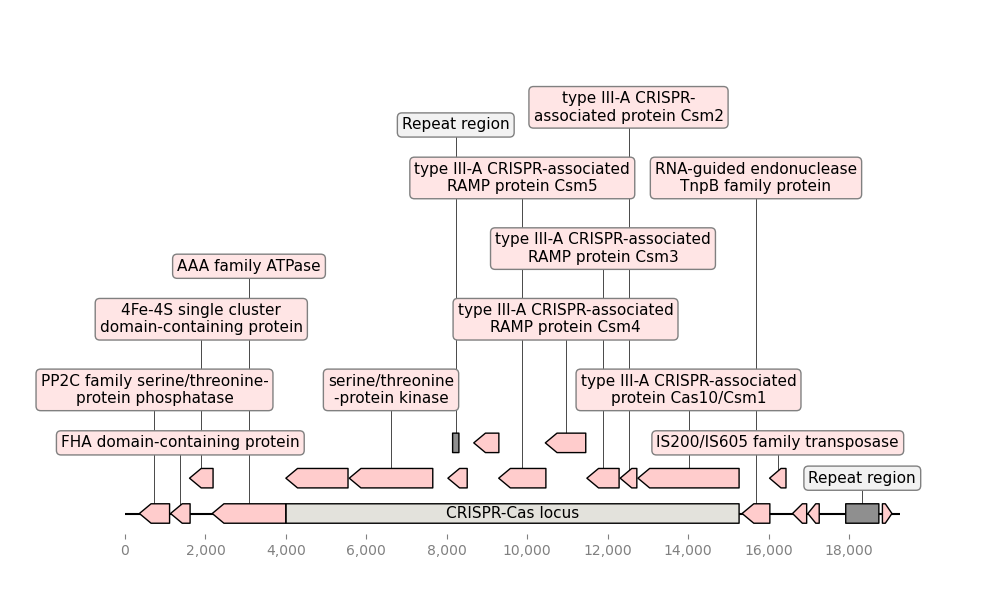 type III-A CRISPR-
associated protein Csm2
Repeat region
type III-A CRISPR-associated
RAMP protein Csm5
RNA-guided endonuclease
TnpB family protein
type III-A CRISPR-associated
RAMP protein Csm3
AAA family ATPase
4Fe-4S single cluster
domain-containing protein
type III-A CRISPR-associated
RAMP protein Csm4
PP2C family serine/threonine-
protein phosphatase
serine/threonine
-protein kinase
type III-A CRISPR-associated
protein Cas10/Csm1
FHA domain-containing protein
IS200/IS605 family transposase
Repeat region
CRISPR-Cas locus
0 2,000 4,000 6,000 8,000 10,000 12,000 14,000 16,000 18,000